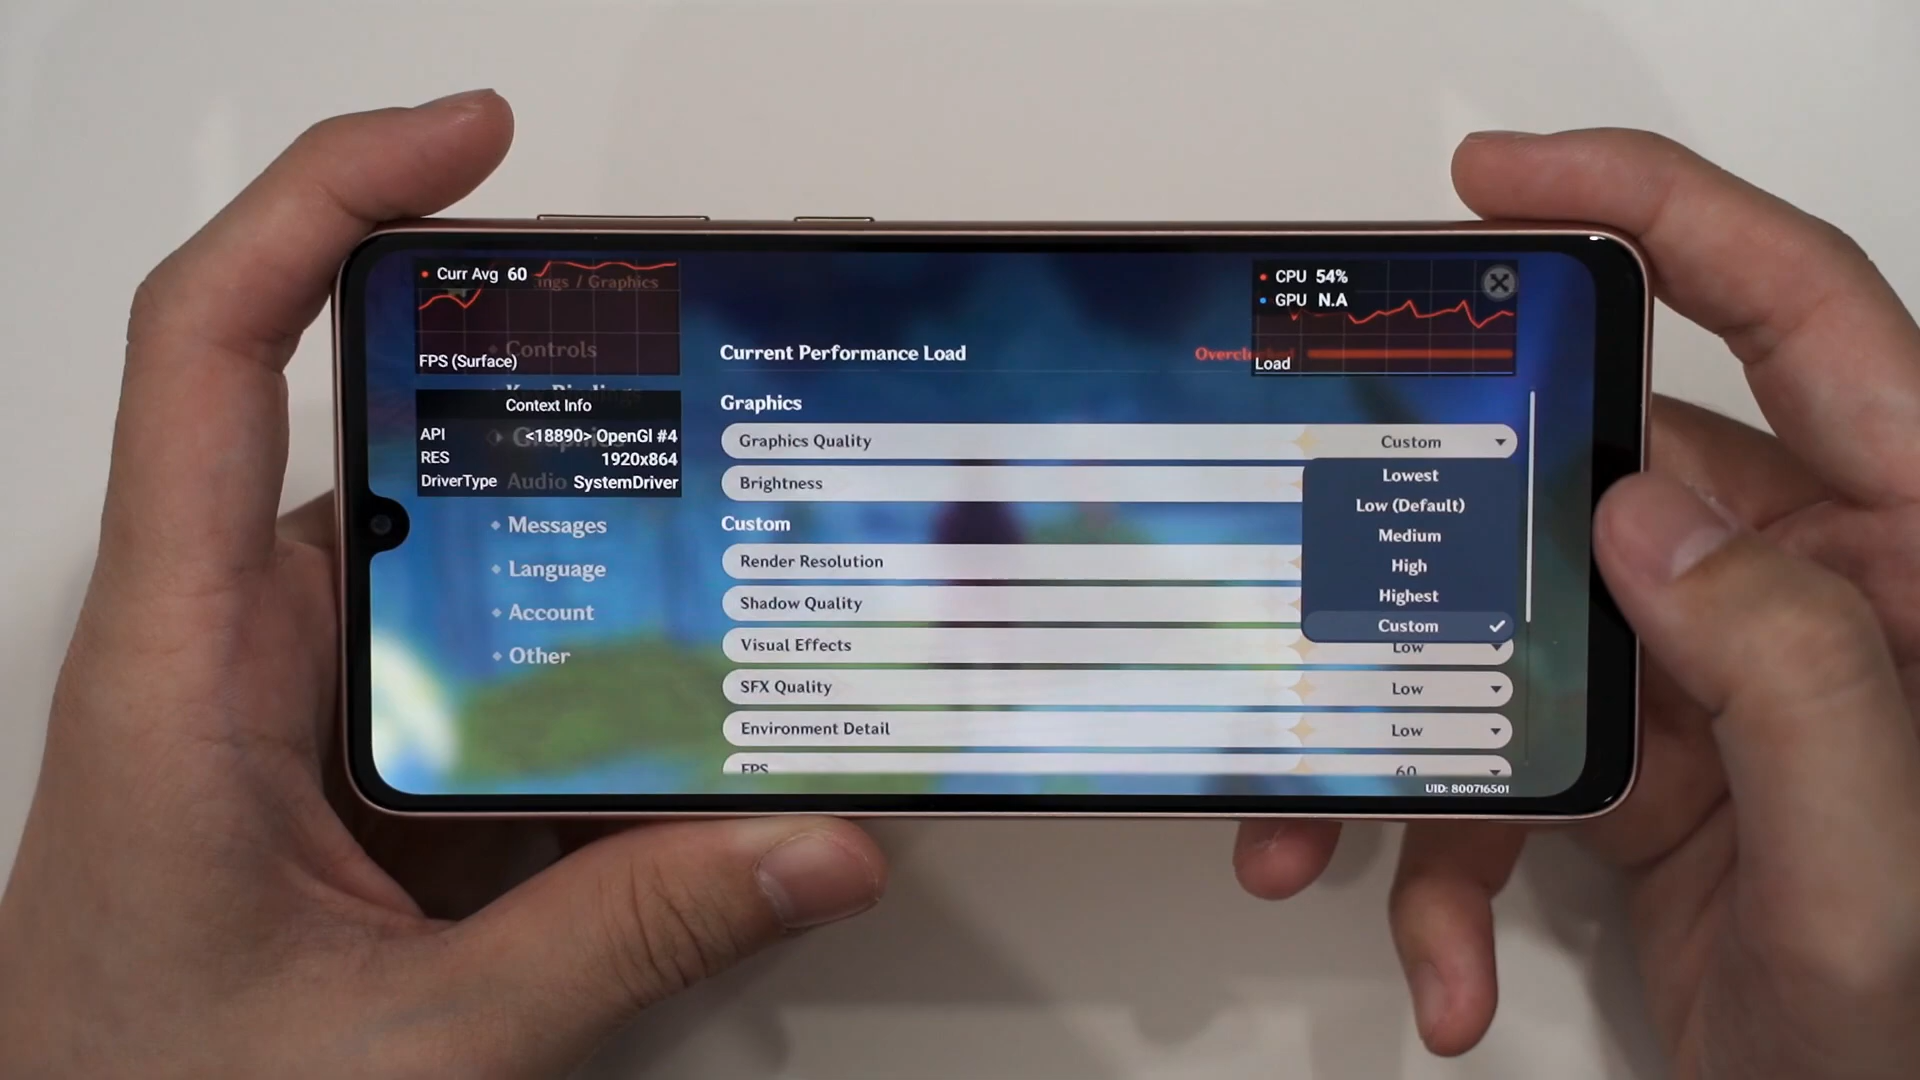 Curr Avg 60
ings / Graphics
FPS (Surface)
Controls
Context Info
API <18890> OpenGl #4
RES 1920x864
DriverType SystemDriver
Audio
Messages
Language
Account
Other
CPU 54%
GPU N.A
Load
Current Performance Load
Graphics
Graphics Quality Custom
Lowest
Low (Default)
Medium
High
Highest
Custom
Brightness
Custom
Render Resolution
Shadow Quality
Visual Effects Low
SFX Quality Low
Environment Detail Low
FPS 60
UID: 800716501